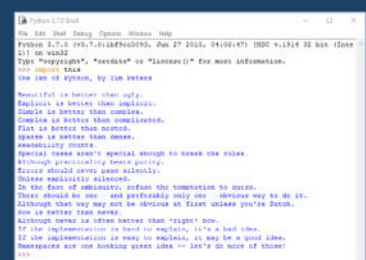 Python 3.7.0 Shell
File Edit Shell Debug Options Window Help
Python 3.7.0 (v3.7.0:1bf9cc5093, Jun 27 2018, 04:06:47) [MSC v.1914 32 bit (Inte
l)] on win32
Type "copyright", "credits" or "license()" for more information.
>>> import this
The Zen of Python, by Tim Peters
Beautiful is better than ugly.
Explicit is better than implicit.
Simple is better than complex.
Complex is better than complicated.
Flat is better than nested.
Sparse is better than dense.
Readability counts.
Special cases aren't special enough to break the rules.
Although practicality beats purity.
Errors should never pass silently.
Unless explicitly silenced.
In the face of ambiguity, refuse the temptation to guess.
There should be one-- and preferably only one --obvious way to do it.
Although that way may not be obvious at first unless you're Dutch.
Now is better than never.
Although never is often better than *right* now.
If the implementation is hard to explain, it's a bad idea.
If the implementation is easy to explain, it may be a good idea.
Namespaces are one honking great idea -- let's do more of those!
>>>